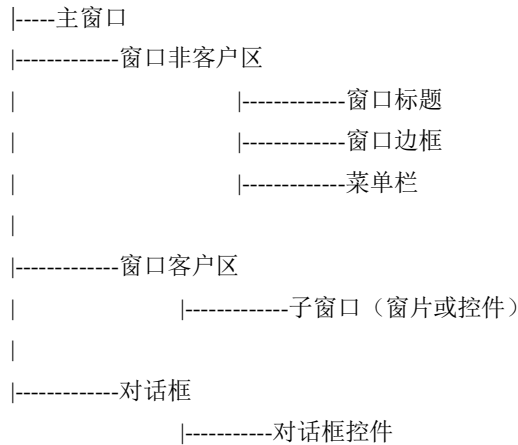 |-----主窗口
|-------------窗口非客户区
| |-------------窗口标题
| |-------------窗口边框
| |-------------菜单栏
|
|-------------窗口客户区
| |-------------子窗口（窗片或控件）
|
|-------------对话框
|-----------对话框控件